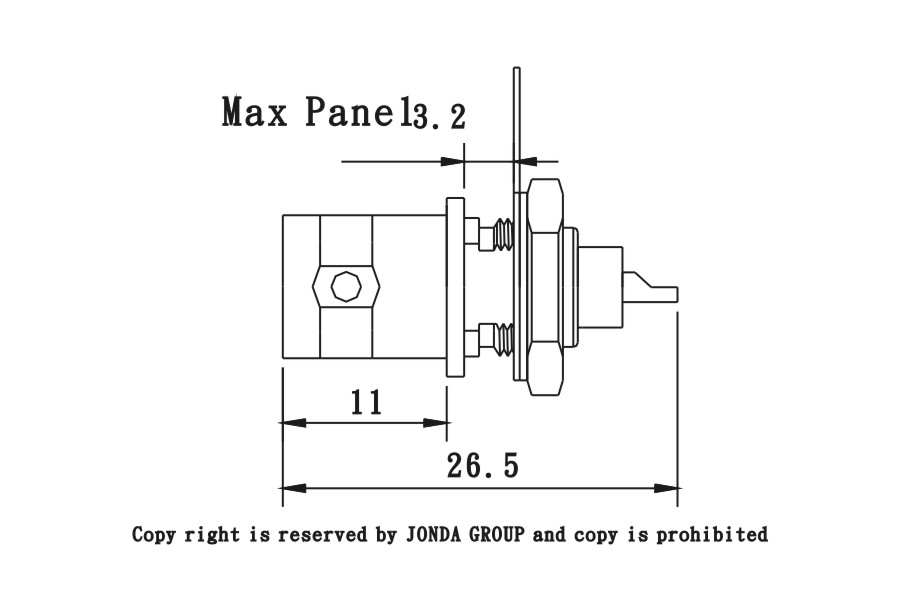 Max Panel3.2
11
26.5
Copy right is reserved by JONDA GROUP and copy is prohibited